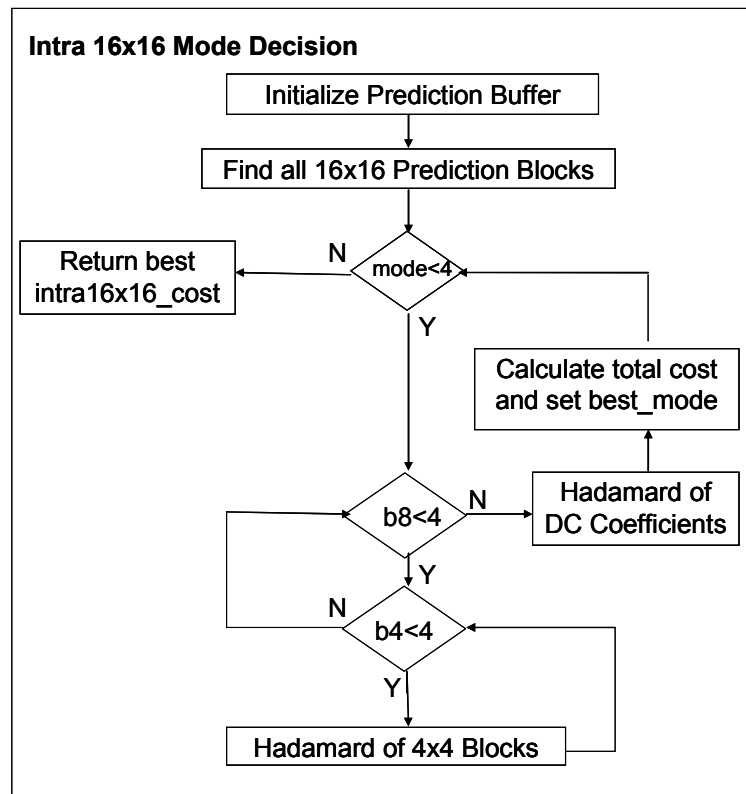 Intra 16x16 Mode Decision
Initialize Prediction Buffer
Find all 16x16 Prediction Blocks
N
mode<4
Return best
intra16x16_cost
Y
Calculate total cost
and set best_mode
b8<4
N
Hadamard of
DC Coefficients
Y
N
b4<4
Y
Hadamard of 4x4 Blocks